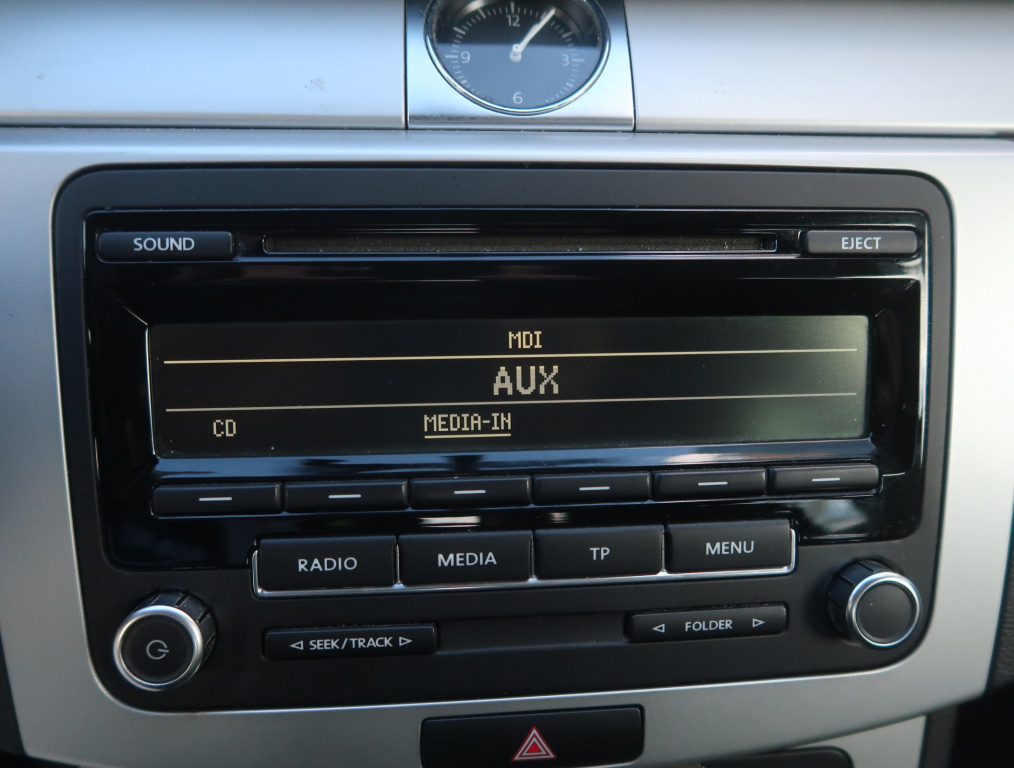 12
9 3
6
SOUND EJECT
MDI
AUX
CD MEDIA-IN
RADIO MEDIA TP MENU
SEEK/TRACK FOLDER